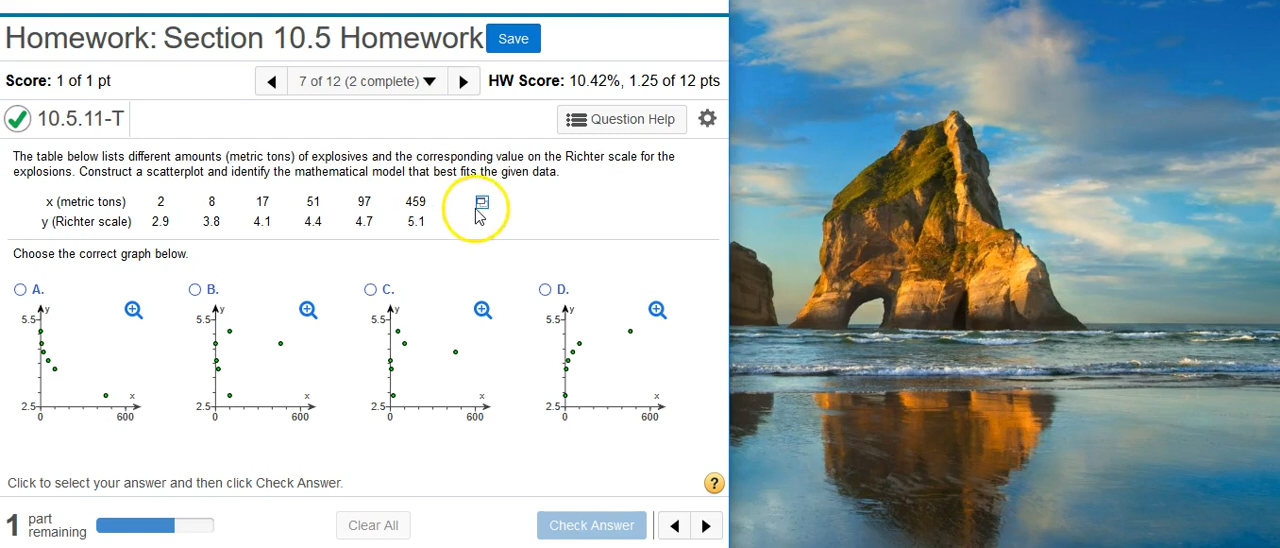 Homework: Section 10.5 Homework Save
Score: 1 of 1 pt 7 of 12 (2 complete) HW Score: 10.42%, 1.25 of 12 pts
10.5.11-T Question Help
The table below lists different amounts (metric tons) of explosives and the corresponding value on the Richter scale for the
explosions. Construct a scatterplot and identify the mathematical model that best fits the given data.
x (metric tons) 2 8 17 51 97 459
y (Richter scale) 2.9 3.8 4.1 4.4 4.7 5.1
Choose the correct graph below.
A. B. C. D.
y y y y
5.5 5.5 5.5 5.5
x x x x
2.5 2.5 2.5 2.5
0 600 0 600 0 600 0 600
Click to select your answer and then click Check Answer. ?
1 part remaining Clear All Check Answer